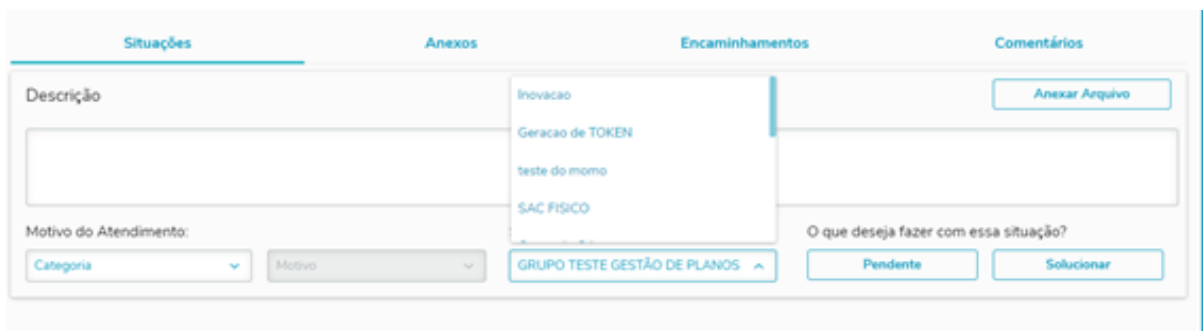 Situações
Anexos
Encaminhamentos
Comentários
Descrição
Anexar Arquivo
Inovacao
Geracao de TOKEN
teste do momo
SAC FISICO
Motivo do Atendimento:
O que deseja fazer com essa situação?
Categoria
Motivo
GRUPO TESTE GESTÃO DE PLANOS
Pendente
Solucionar